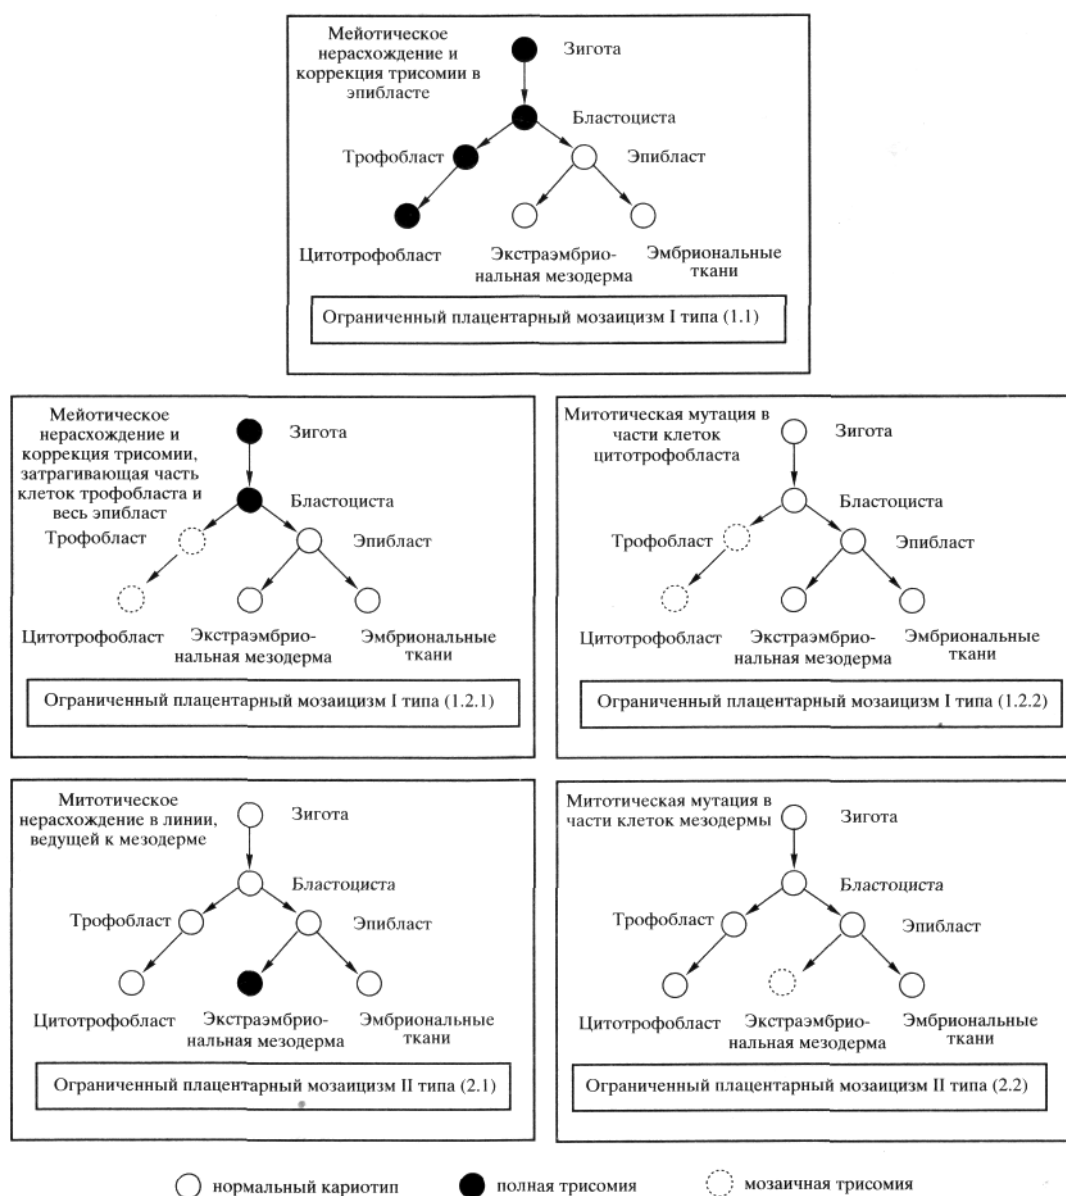 Мейотическое
нерасхождение и
коррекция трисомии в
эпибласте
Зигота
Бластоциста
Трофобласт
Эпибласт
Цитотрофобласт
Экстраэмбрио-
нальная мезодерма
Эмбриональные
ткани
Ограниченный плацентарный мозаицизм I типа (1.1)
Мейотическое
нерасхождение и
коррекция трисомии,
затрагивающая часть
клеток трофобласта и
весь эпибласт
Зигота
Бластоциста
Трофобласт
Эпибласт
Цитотрофобласт
Экстраэмбрио-
нальная мезодерма
Эмбриональные
ткани
Ограниченный плацентарный мозаицизм I типа (1.2.1)
Митотическая мутация в
части клеток
цитотрофобласта
Зигота
Бластоциста
Трофобласт
Эпибласт
Цитотрофобласт
Экстраэмбрио-
нальная мезодерма
Эмбриональные
ткани
Ограниченный плацентарный мозаицизм I типа (1.2.2)
Митотическое
нерасхождение в линии,
ведущей к мезодерме
Зигота
Бластоциста
Трофобласт
Эпибласт
Цитотрофобласт
Экстраэмбрио-
нальная мезодерма
Эмбриональные
ткани
Ограниченный плацентарный мозаицизм II типа (2.1)
Митотическая мутация в
части клеток мезодермы
Зигота
Бластоциста
Трофобласт
Эпибласт
Цитотрофобласт
Экстраэмбрио-
нальная мезодерма
Эмбриональные
ткани
Ограниченный плацентарный мозаицизм II типа (2.2)
нормальный кариотип
полная трисомия
мозаичная трисомия